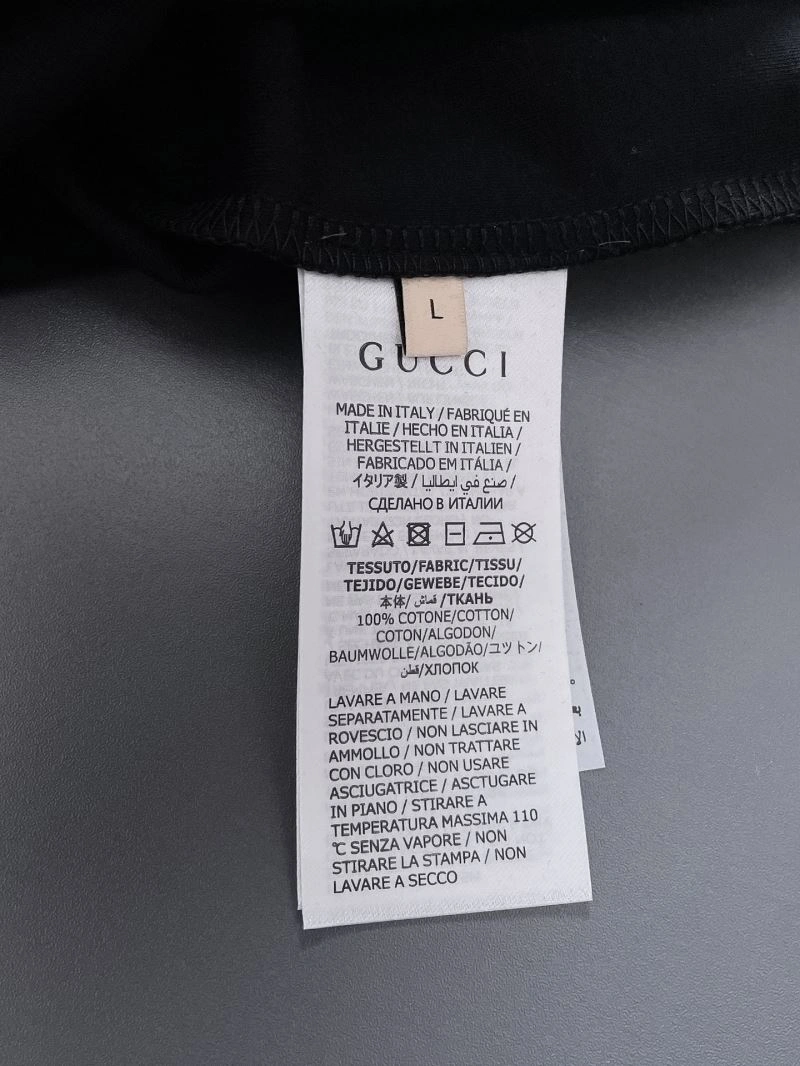 L
GUCCI
MADE IN ITALY / FABRIQUÉ EN
ITALIE / HECHO EN ITALIA /
HERGESTELLT IN ITALIEN /
FABRICADO EM ITÁLIA /
イタリア製 / صنع في ايطاليا /
СДЕЛАНО В ИТАЛИИ
TESSUTO/FABRIC/TISSU/
TEJIDO/GEWEBE/TECIDO/
本体/ قماش /ТКАНЬ
100% COTONE/COTTON/
COTON/ALGODON/
BAUMWOLLE/ALGODÃO/ユツトン/
قطن/ХЛОПОК
LAVARE A MANO / LAVARE
SEPARATAMENTE / LAVARE A
ROVESCIO / NON LASCIARE IN
AMMOLLO / NON TRATTARE
CON CLORO / NON USARE
ASCIUGATRICE / ASCTUGARE
IN PIANO / STIRARE A
TEMPERATURA MASSIMA 110
℃ SENZA VAPORE / NON
STIRARE LA STAMPA / NON
LAVARE A SECCO